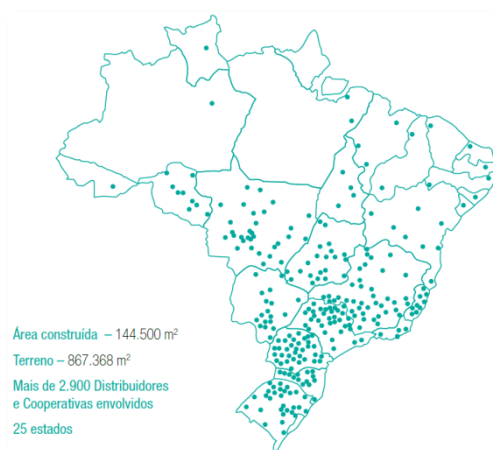 Área construída – 144.500 m²
Terreno – 867.368 m²
Mais de 2.900 Distribuidores
e Cooperativas envolvidos
25 estados